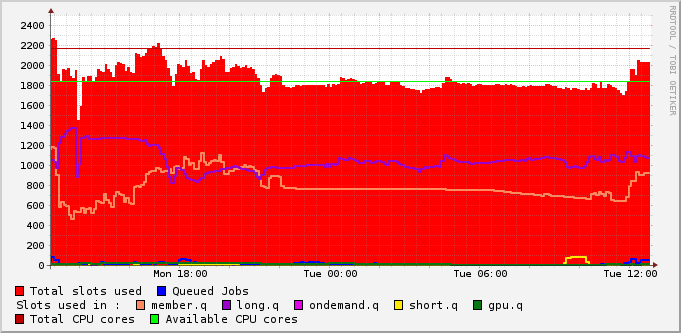 2400
2200
2000
1800
1600
1400
1200
1000
800
600
400
200
0
Mon 18:00 Tue 00:00 Tue 06:00 Tue 12:00
Total slots used Queued Jobs
Slots used in : member.q long.q ondemand.q short.q gpu.q
Total CPU cores Available CPU cores
RRDTOOL / TOBI OETIKER